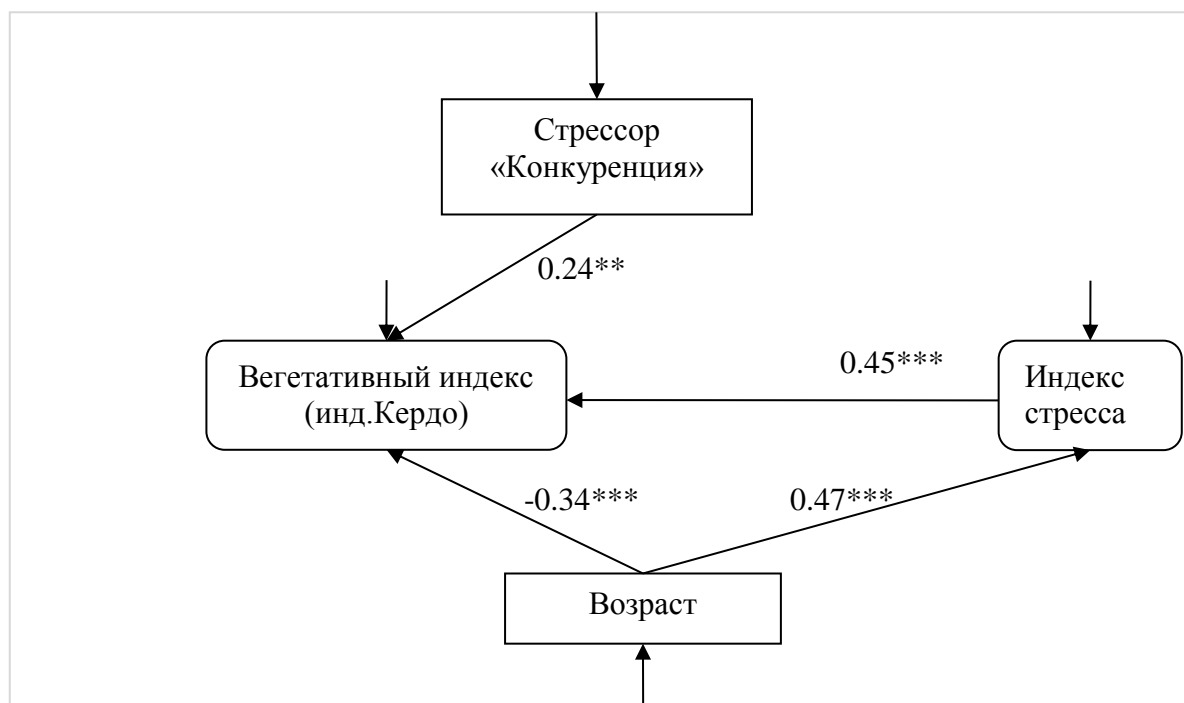 Стрессор
«Конкуренция»
0.24**
Вегетативный индекс
(инд.Кердо)
0.45***
Индекс
стресса
-0.34***
0.47***
Возраст